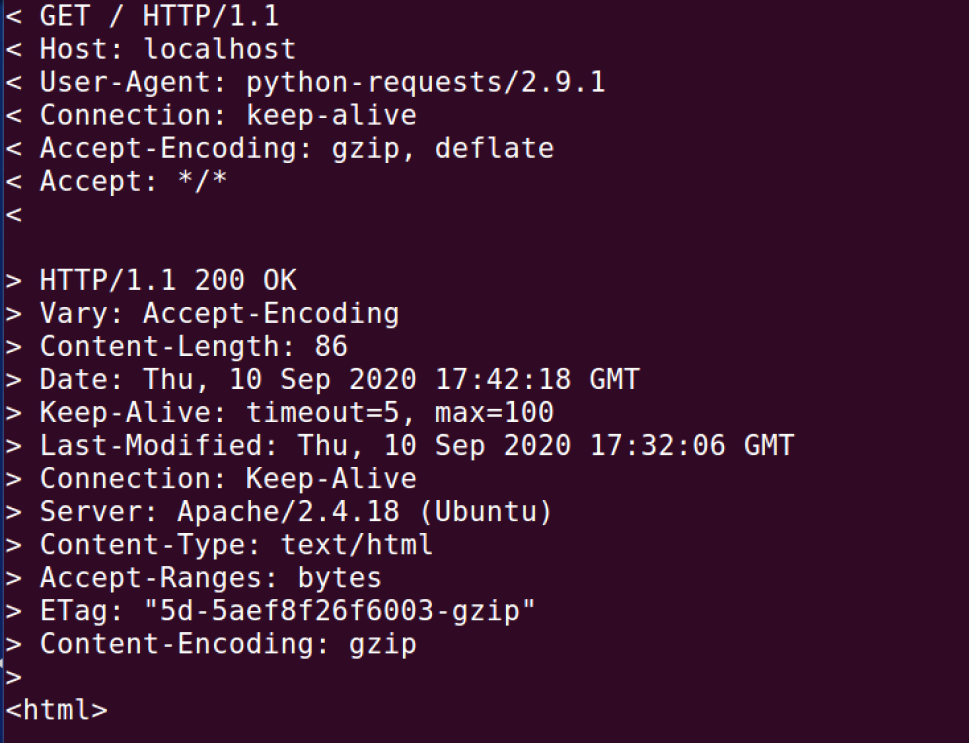 < GET / HTTP/1.1
< Host: localhost
< User-Agent: python-requests/2.9.1
< Connection: keep-alive
< Accept-Encoding: gzip, deflate
< Accept: */*
<
> HTTP/1.1 200 OK
> Vary: Accept-Encoding
> Content-Length: 86
> Date: Thu, 10 Sep 2020 17:42:18 GMT
> Keep-Alive: timeout=5, max=100
> Last-Modified: Thu, 10 Sep 2020 17:32:06 GMT
> Connection: Keep-Alive
> Server: Apache/2.4.18 (Ubuntu)
> Content-Type: text/html
> Accept-Ranges: bytes
> ETag: "5d-5aef8f26f6003-gzip"
> Content-Encoding: gzip
>
<html>